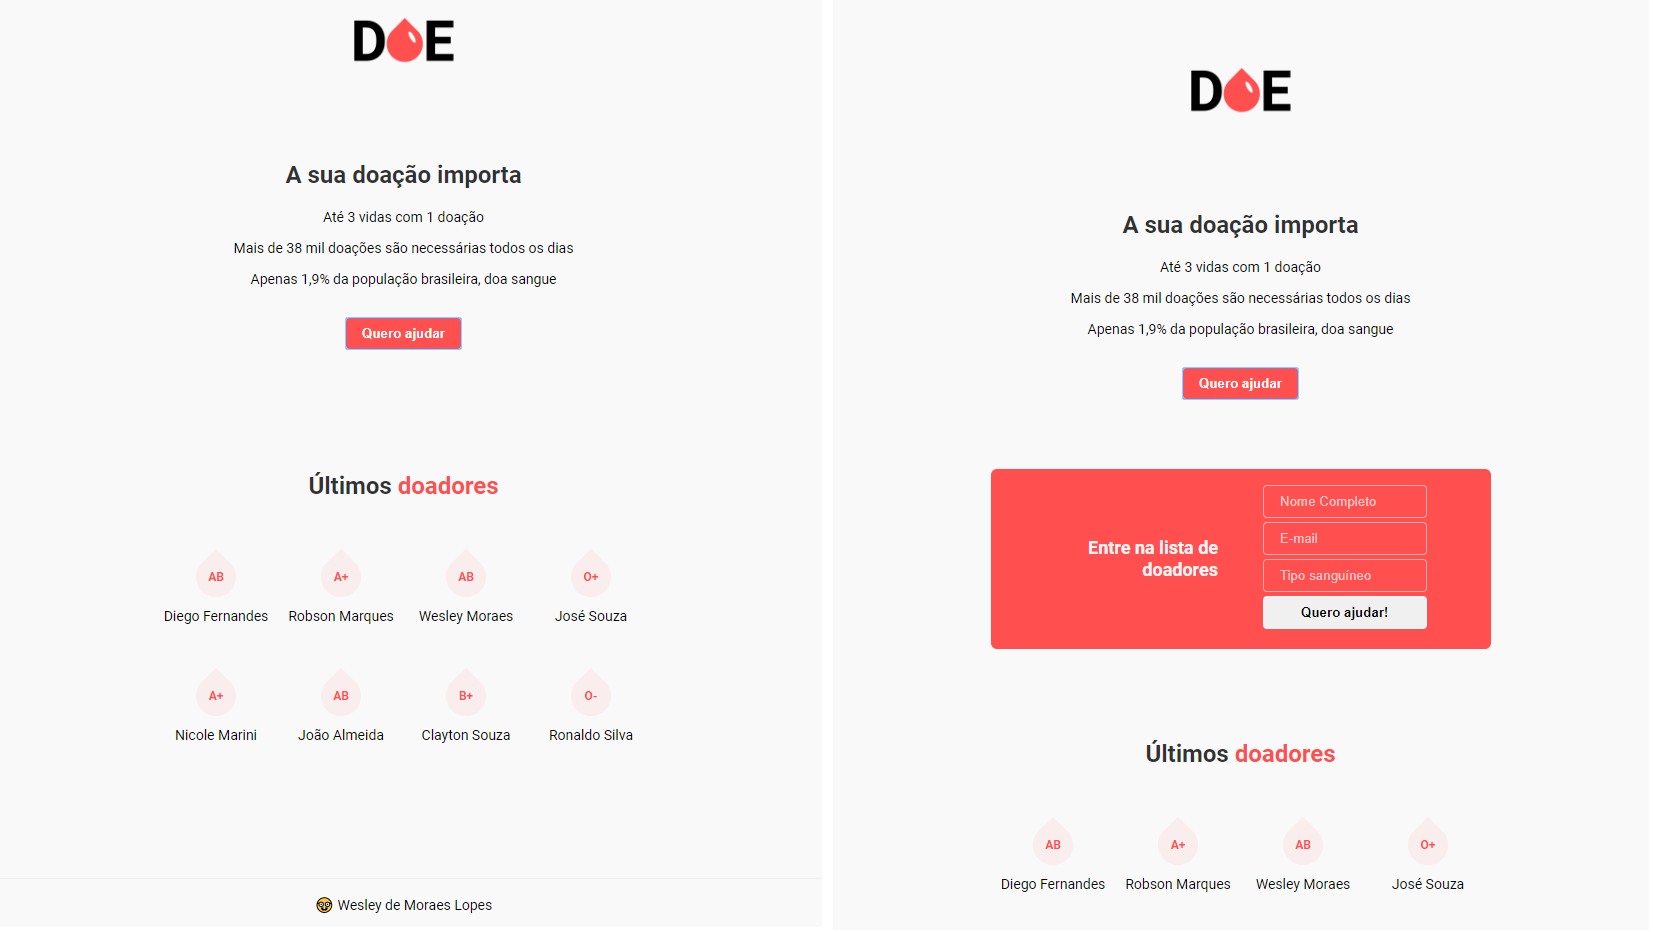 DOE
A sua doação importa
Até 3 vidas com 1 doação
Mais de 38 mil doações são necessárias todos os dias
Apenas 1,9% da população brasileira, doa sangue
Quero ajudar
Últimos doadores
AB A+ AB O+
Diego Fernandes Robson Marques Wesley Moraes José Souza
A+ AB B+ O-
Nicole Marini João Almeida Clayton Souza Ronaldo Silva
Wesley de Moraes Lopes
DOE
A sua doação importa
Até 3 vidas com 1 doação
Mais de 38 mil doações são necessárias todos os dias
Apenas 1,9% da população brasileira, doa sangue
Quero ajudar
Entre na lista de
doadores
Nome Completo
E-mail
Tipo sanguíneo
Quero ajudar!
Últimos doadores
AB A+ AB O+
Diego Fernandes Robson Marques Wesley Moraes José Souza